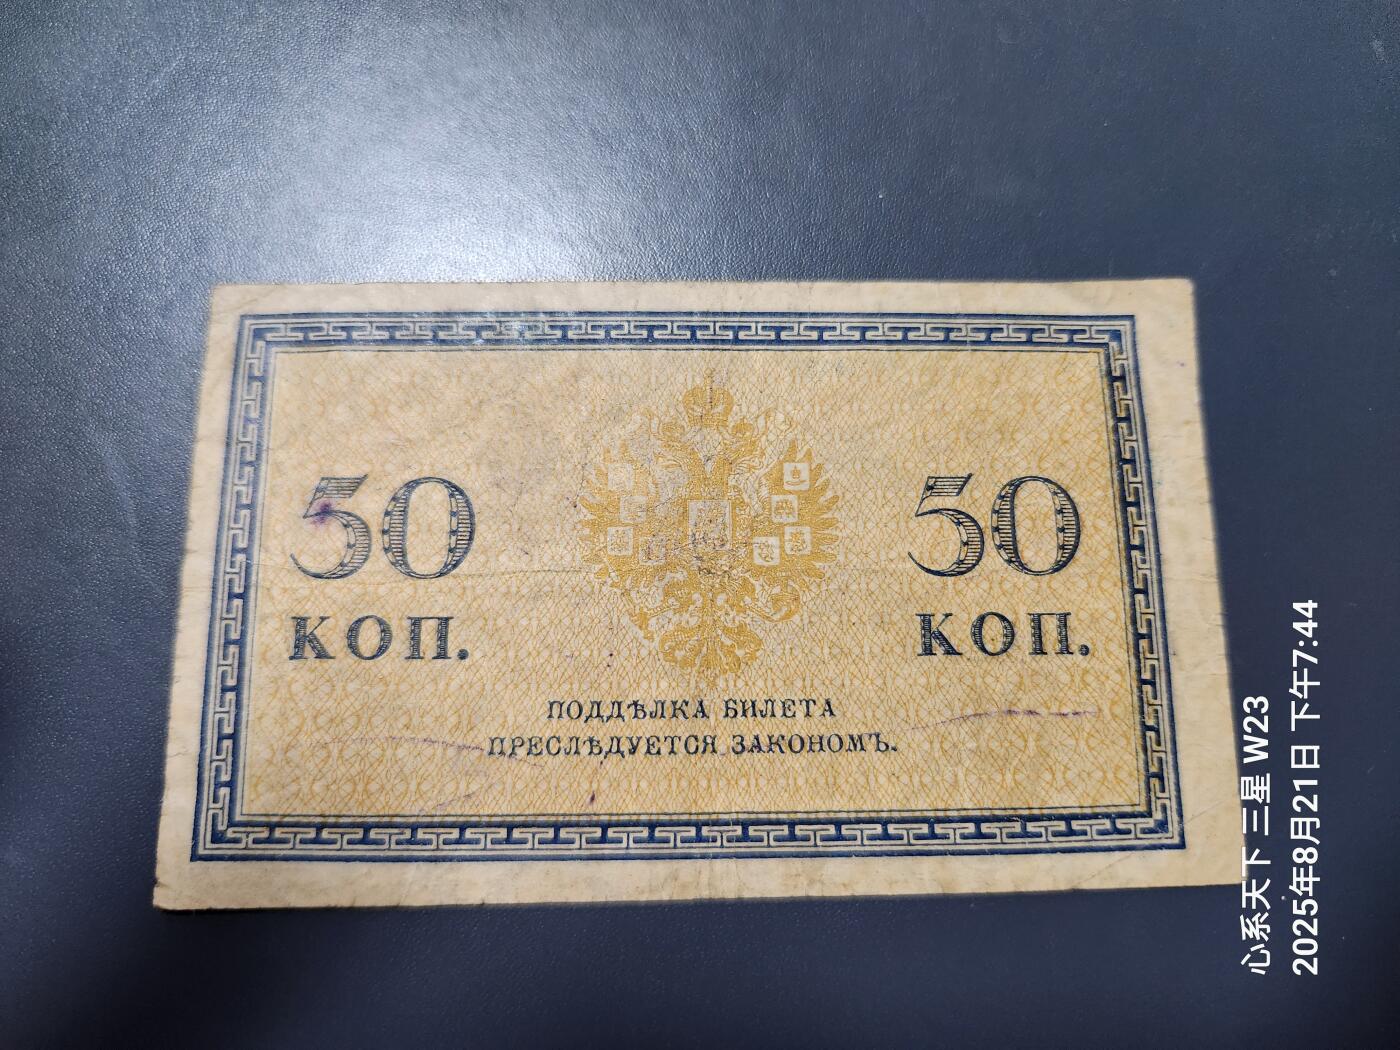 50 50
КОП. КОП.
ПОДДѢЛКА БИЛЕТА
ПРЕСЛѢДУЕТСЯ ЗАКОНОМЪ.
心系天下 三星 W23
2025年8月21日 下午7:44